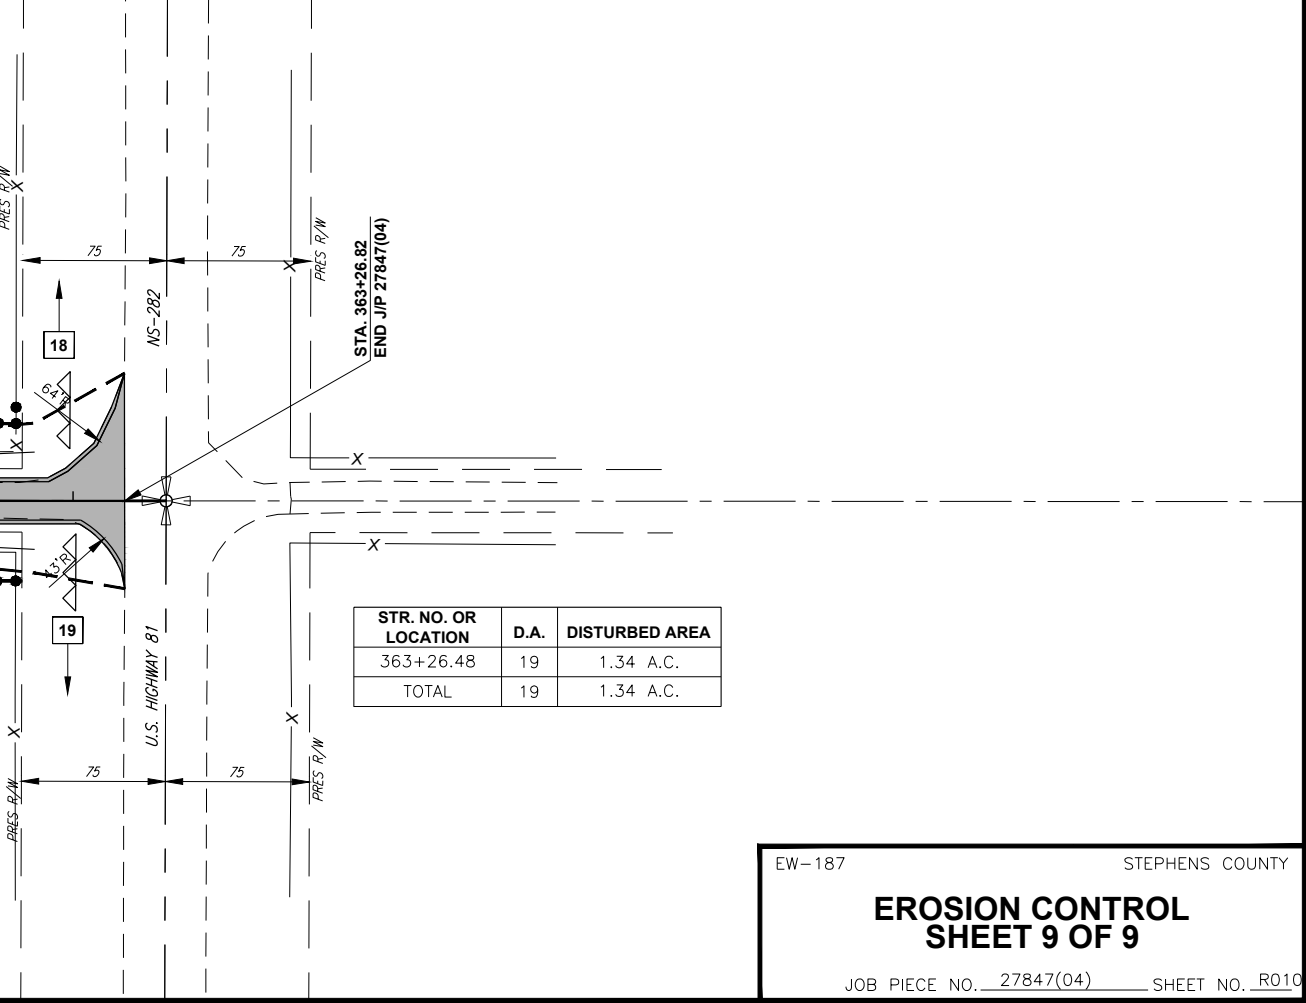 PRES R/W
75
75
PRES R/W
STA. 363+26.82
END J/P 27847(04)
NS-282
18
64'R
X
X
X
X
X
43'R
19
U.S. HIGHWAY 81
STR. NO. OR LOCATION D.A. DISTURBED AREA
363+26.48 19 1.34 A.C.
TOTAL 19 1.34 A.C.
X
X
75
75
PRES R/W
PRES R/W
EW-187 STEPHENS COUNTY
EROSION CONTROL
SHEET 9 OF 9
JOB PIECE NO. 27847(04) SHEET NO. R010